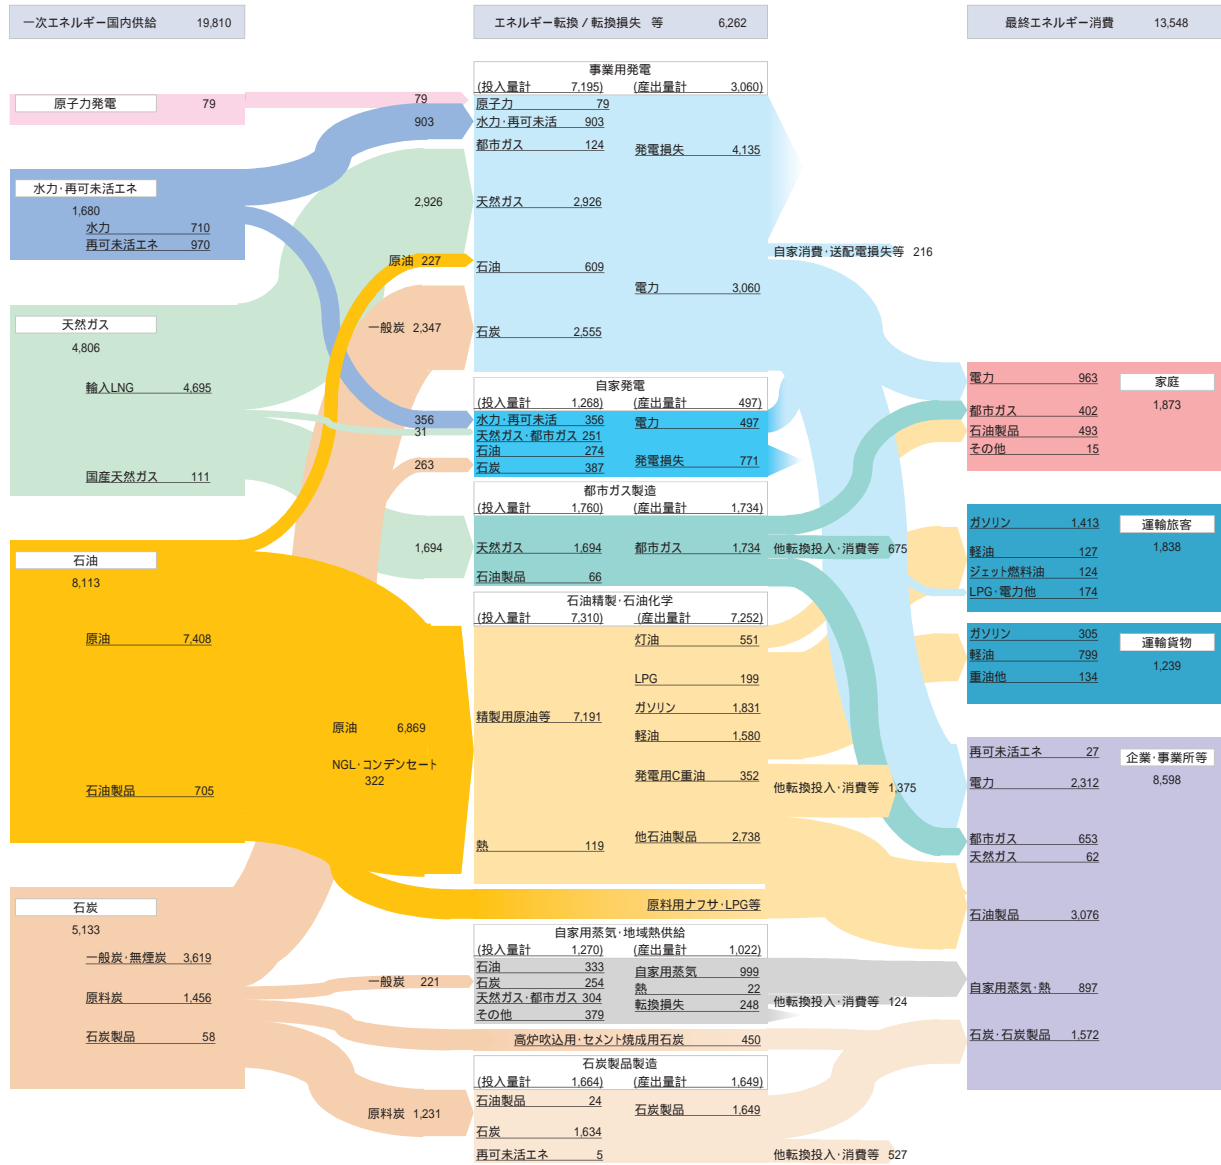 一次エネルギー国内供給 19,810
エネルギー転換 / 転換損失 等 6,262
最終エネルギー消費 13,548
原子力発電 79
水力・再可未活エネ
1,680
水力 710
再可未活エネ 970
天然ガス
4,806
輸入LNG 4,695
国産天然ガス 111
石油
8,113
原油 7,408
石油製品 705
石炭
5,133
一般炭・無煙炭 3,619
原料炭 1,456
石炭製品 58
79
903
2,926
原油 227
一般炭 2,347
356
31
263
1,694
原油 6,869
NGL・コンデンセート
322
一般炭 221
原料炭 1,231
事業用発電
(投入量計 7,195) (産出量計 3,060)
原子力 79
水力・再可未活 903
都市ガス 124
発電損失 4,135
天然ガス 2,926
石油 609
電力 3,060
石炭 2,555
自家消費・送配電損失等 216
自家発電
(投入量計 1,268) (産出量計 497)
水力・再可未活 356
電力 497
天然ガス・都市ガス 251
石油 274
発電損失 771
石炭 387
都市ガス製造
(投入量計 1,760) (産出量計 1,734)
天然ガス 1,694
都市ガス 1,734
他転換投入・消費等 675
石油製品 66
石油精製・石油化学
(投入量計 7,310) (産出量計 7,252)
灯油 551
LPG 199
ガソリン 1,831
精製用原油等 7,191
軽油 1,580
発電用C重油 352
他転換投入・消費等 1,375
他石油製品 2,738
熱 119
原料用ナフサ・LPG等
自家用蒸気・地域熱供給
(投入量計 1,270) (産出量計 1,022)
石油 333
自家用蒸気 999
石炭 254
熱 22
天然ガス・都市ガス 304
転換損失 248
他転換投入・消費等 124
その他 379
高炉吹込用・セメント焼成用石炭 450
石炭製品製造
(投入量計 1,664) (産出量計 1,649)
石油製品 24
石炭製品 1,649
石炭 1,634
再可未活エネ 5
他転換投入・消費等 527
電力 963
家庭
1,873
都市ガス 402
石油製品 493
その他 15
ガソリン 1,413
運輸旅客
1,838
軽油 127
ジェット燃料油 124
LPG・電力他 174
ガソリン 305
運輸貨物
1,239
軽油 799
重油他 134
再可未活エネ 27
企業・事業所等
8,598
電力 2,312
都市ガス 653
天然ガス 62
石油製品 3,076
自家用蒸気・熱 897
石炭・石炭製品 1,572